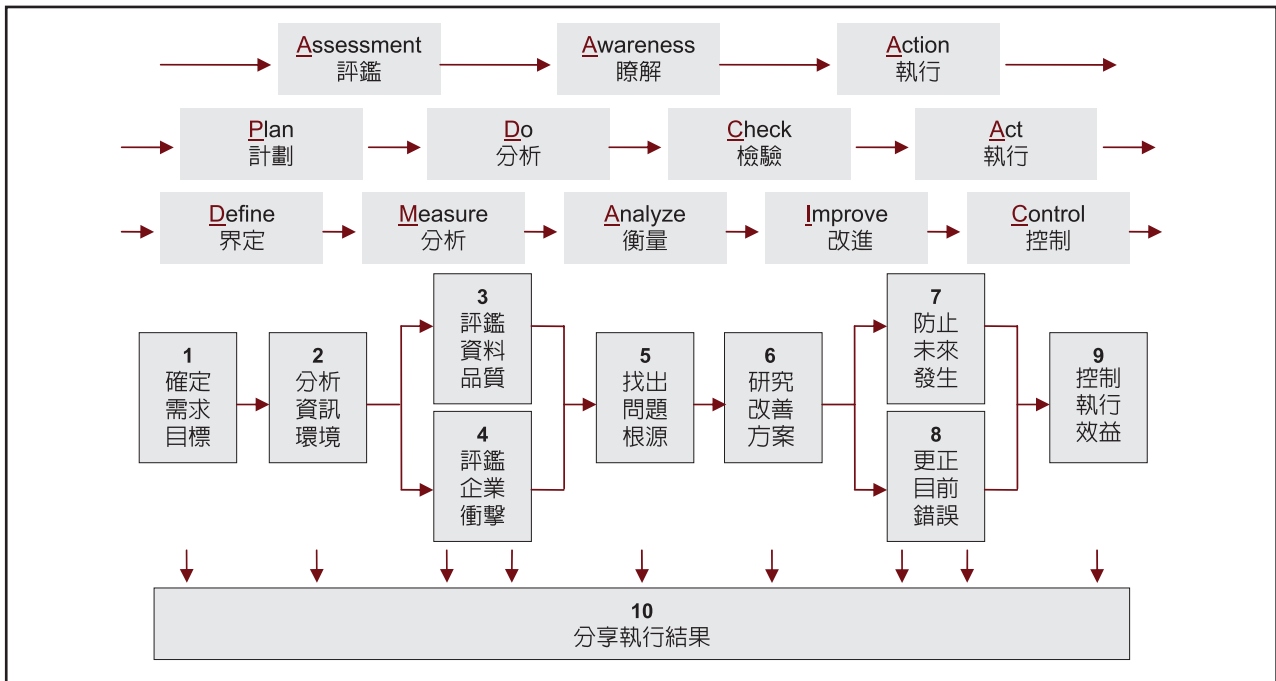 Assessment
評鑑
Awareness
瞭解
Action
執行
Plan
計劃
Do
分析
Check
檢驗
Act
執行
Define
界定
Measure
分析
Analyze
衡量
Improve
改進
Control
控制
1
確定
需求
目標
2
分析
資訊
環境
3
評鑑
資料
品質
4
評鑑
企業
衝擊
5
找出
問題
根源
6
研究
改善
方案
7
防止
未來
發生
8
更正
目前
錯誤
9
控制
執行
效益
10
分享執行結果